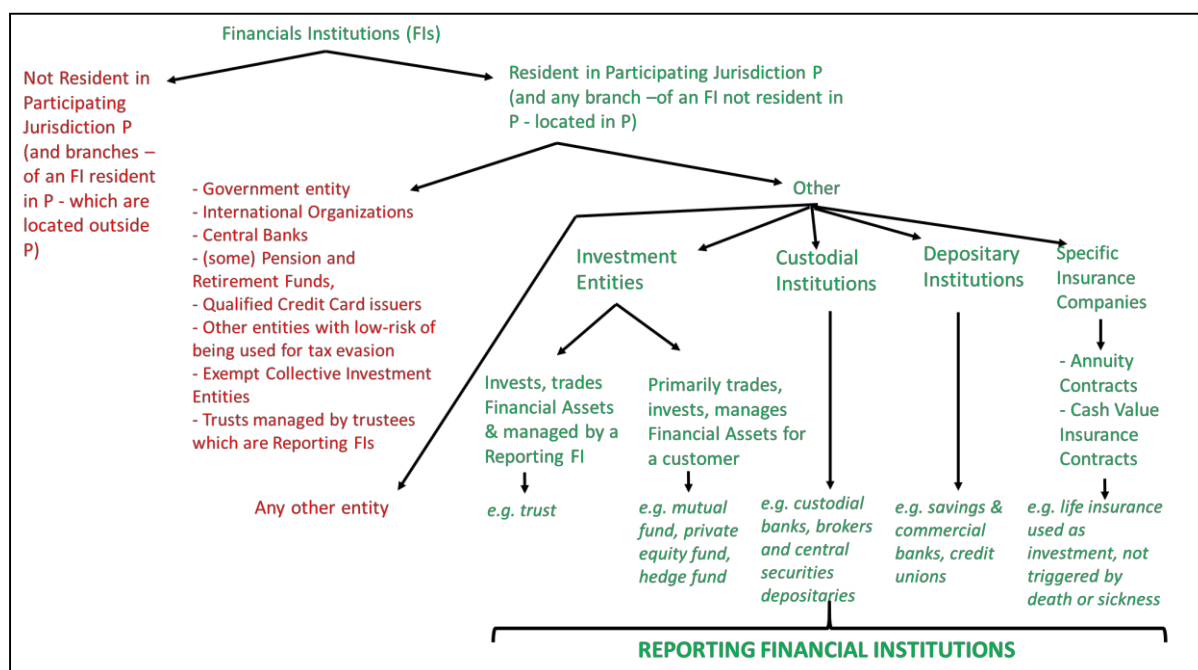 Financials Institutions (FIs)
Not Resident in
Participating
Jurisdiction P
(and branches –
of an FI resident
in P - which are
located outside
P)
Resident in Participating Jurisdiction P
(and any branch –of an FI not resident in
P - located in P)
- Government entity
- International Organizations
- Central Banks
- (some) Pension and
Retirement Funds,
- Qualified Credit Card issuers
- Other entities with low-risk of
being used for tax evasion
- Exempt Collective Investment
Entities
- Trusts managed by trustees
which are Reporting FIs
Other
Any other entity
Investment
Entities
Custodial
Institutions
Depositary
Institutions
Specific
Insurance
Companies
Invests, trades
Financial Assets
& managed by a
Reporting FI
Primarily trades,
invests, manages
Financial Assets for
a customer
- Annuity
Contracts
- Cash Value
Insurance
Contracts
e.g. trust
e.g. mutual
fund, private
equity fund,
hedge fund
e.g. custodial
banks, brokers
and central
securities
depositaries
e.g. savings &
commercial
banks, credit
unions
e.g. life insurance
used as
investment, not
triggered by
death or sickness
REPORTING FINANCIAL INSTITUTIONS